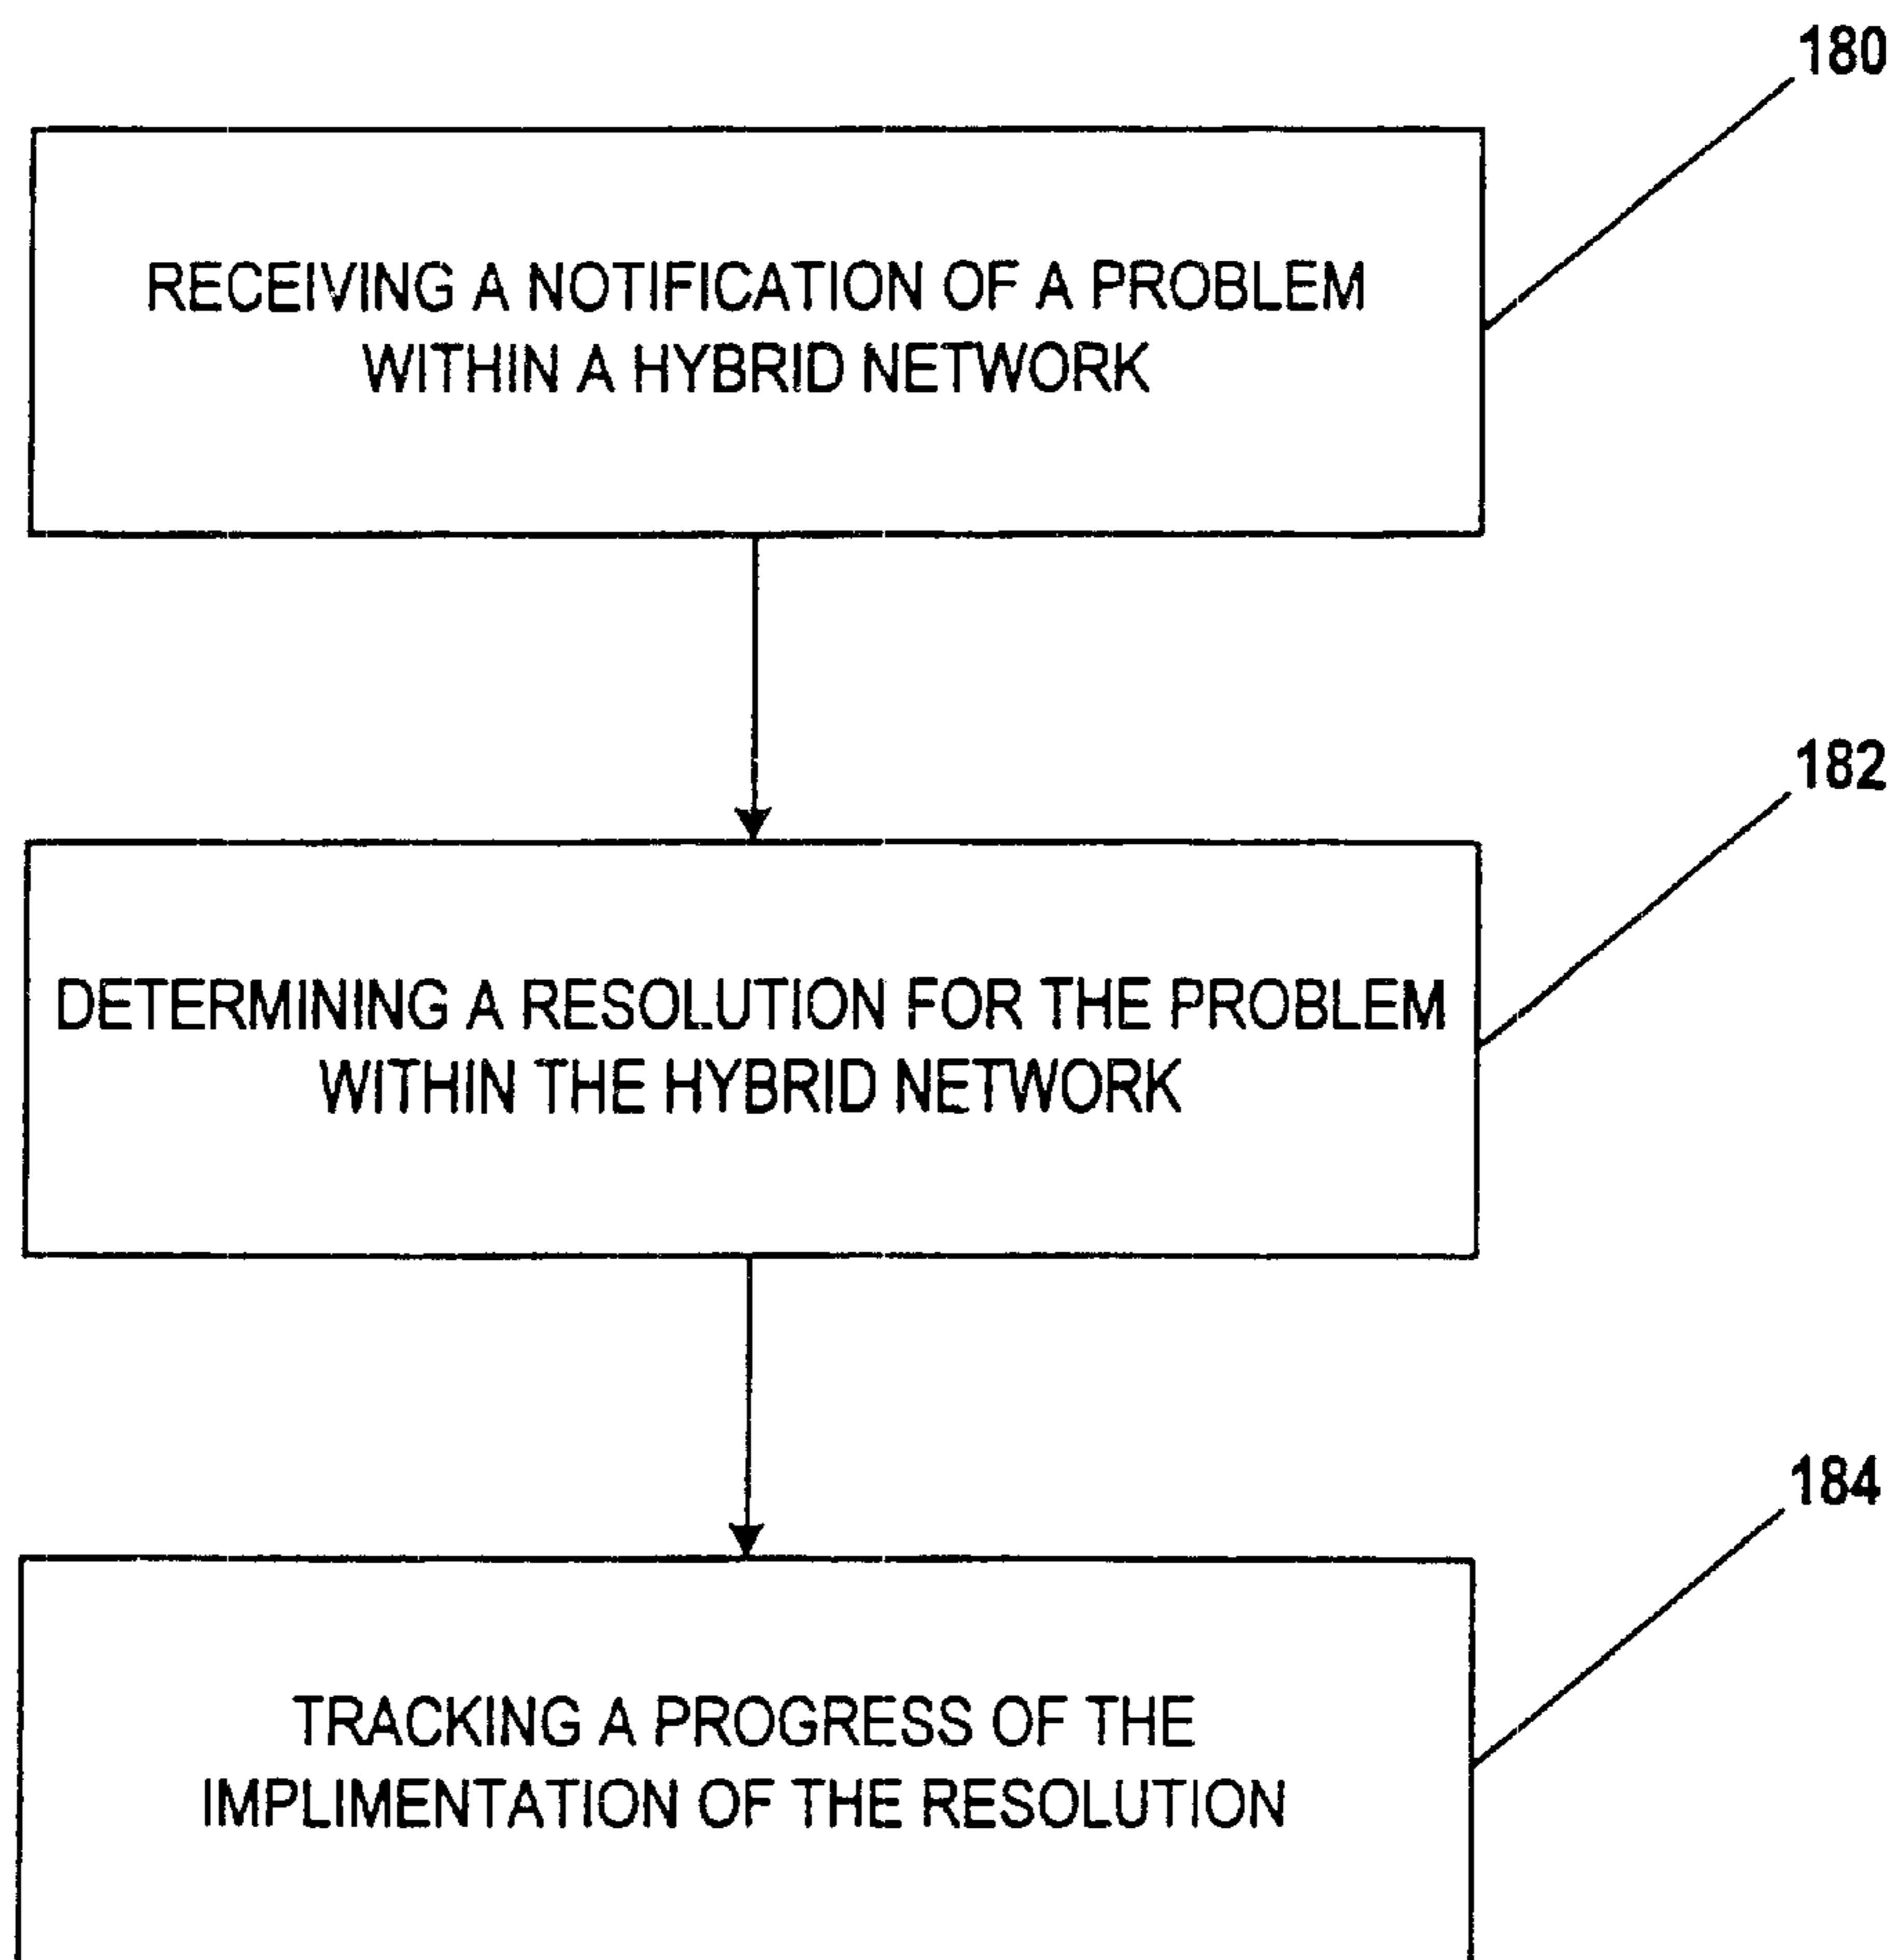 180
RECEIVING A NOTIFICATION OF A PROBLEM
WITHIN A HYBRID NETWORK
182
DETERMINING A RESOLUTION FOR THE PROBLEM
WITHIN THE HYBRID NETWORK
184
TRACKING A PROGRESS OF THE
IMPLIMENTATION OF THE RESOLUTION